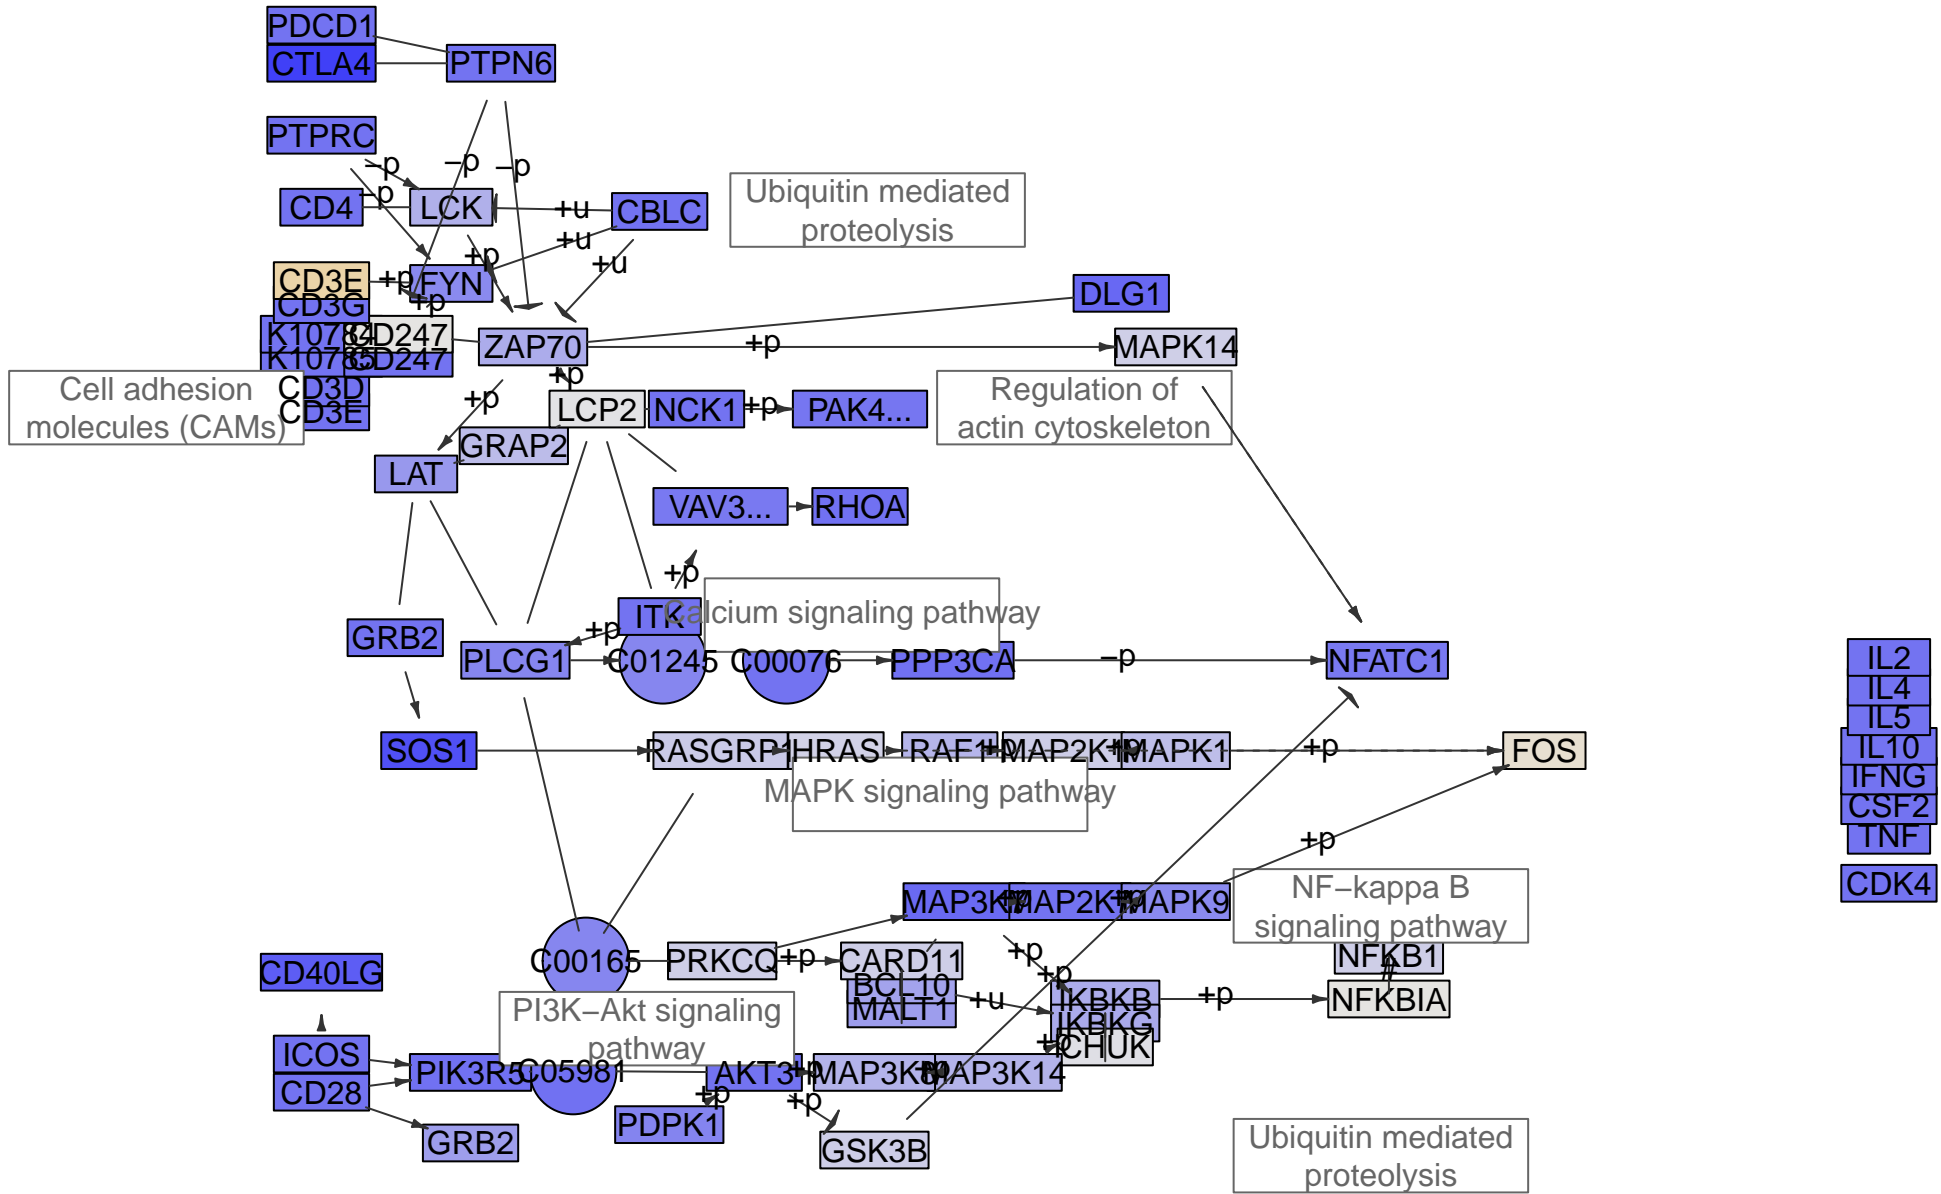 PDCD1
CTLA4
PTPN6
PTPRC
−p
−p
−p
−p
CD4
LCK
+u
CBLC
Ubiquitin mediated
proteolysis
+u
+p
+u
CD3E
+p
FYN
+p
CD3G
DLG1
K10784
CD247
ZAP70
+p
MAPK14
K10785
CD247
+p
CD3D
CD3E
Cell adhesion
molecules (CAMs)
+p
LCP2
NCK1
+p
PAK4...
Regulation of
actin cytoskeleton
GRAP2
LAT
VAV3...
RHOA
+p
ITK
Calcium signaling pathway
+p
GRB2
PLCG1
C01245
C00076
PPP3CA
−p
NFATC1
IL2
IL4
IL5
IL10
IFNG
CSF2
TNF
CDK4
SOS1
RASGRP1
HRAS
RAF1
+p
MAP2K1
+p
MAPK1
+p
FOS
MAPK signaling pathway
+p
+p
+p
MAPK9
NF−kappa B
signaling pathway
C00165
PRKCQ
+p
CARD11
+p
+p
NFKB1
BCL10
MALT1
+u
IKBKB
+p
NFKBIA
IKBKG
+p
CHUK
CD40LG
PI3K−Akt signaling
pathway
ICOS
CD28
PIK3R5
C05981
AKT3
+p
+p
MAP3K14
+p
+p
PDPK1
GRB2
GSK3B
Ubiquitin mediated
proteolysis